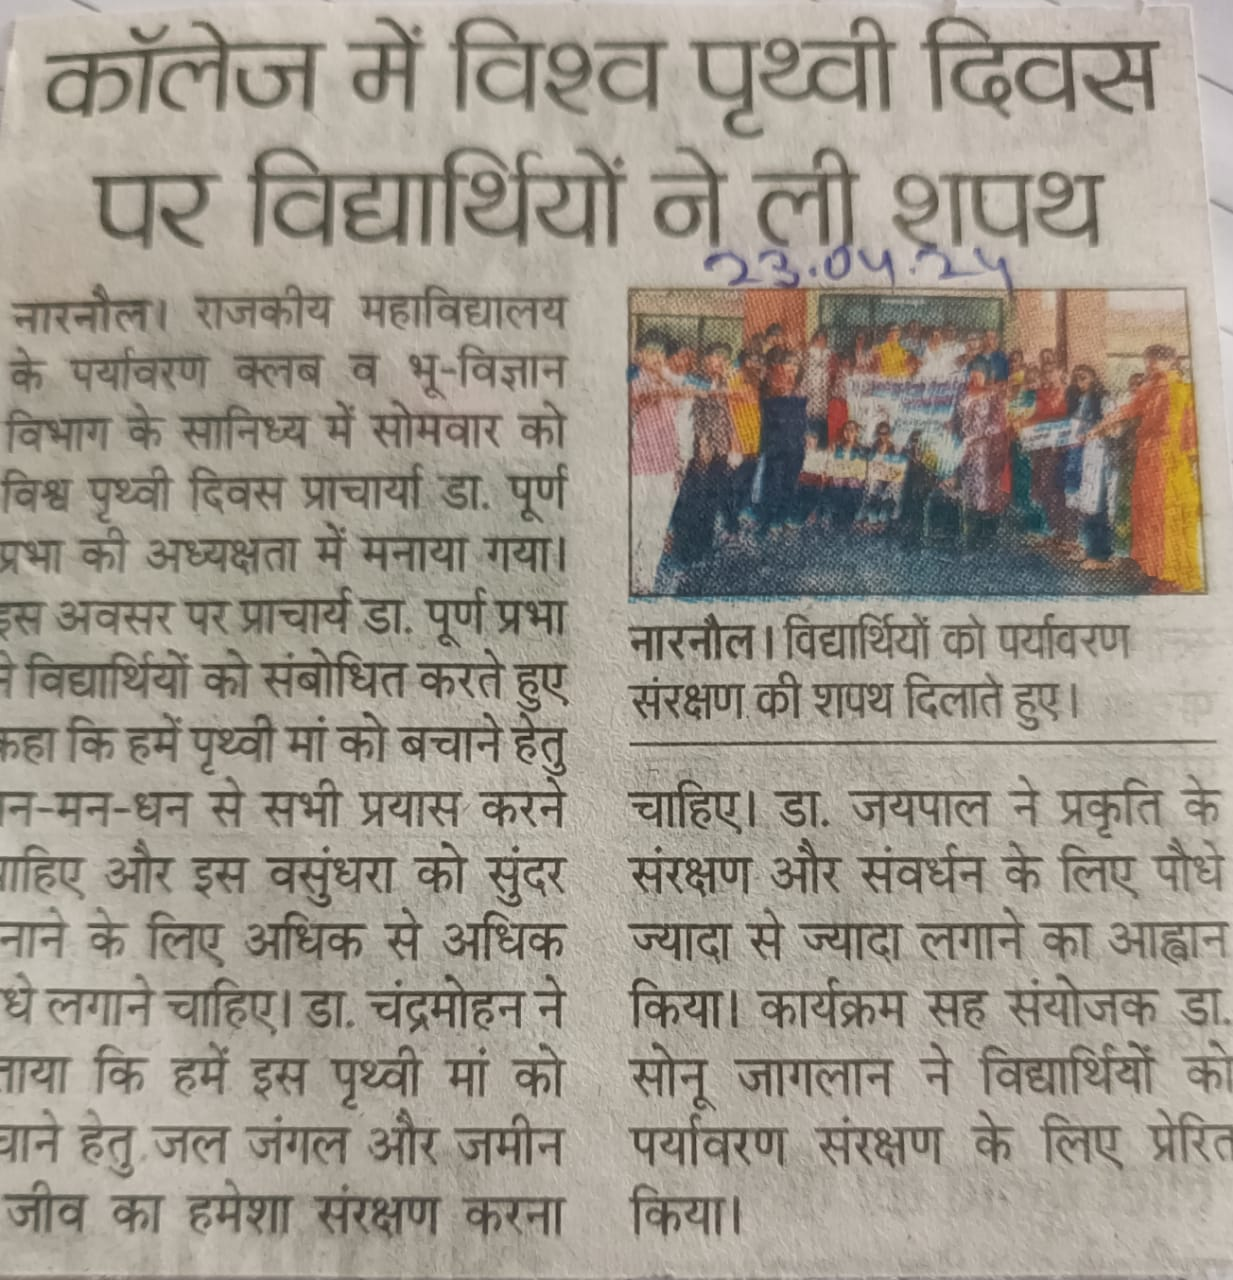 कॉलेज में विश्व पृथ्वी दिवस
पर विद्यार्थियों ने ली शपथ
23.04.24
नारनौल। राजकीय महाविद्यालय
के पर्यावरण क्लब व भू-विज्ञान
विभाग के सानिध्य में सोमवार को
विश्व पृथ्वी दिवस प्राचार्या डा. पूर्ण
प्रभा की अध्यक्षता में मनाया गया।
इस अवसर पर प्राचार्य डा. पूर्ण प्रभा
ने विद्यार्थियों को संबोधित करते हुए
कहा कि हमें पृथ्वी मां को बचाने हेतु
न-मन-धन से सभी प्रयास करने
ाहिए और इस वसुंधरा को सुंदर
नाने के लिए अधिक से अधिक
धे लगाने चाहिए। डा. चंद्रमोहन ने
ताया कि हमें इस पृथ्वी मां को
चाने हेतु जल जंगल और जमीन
जीव का हमेशा संरक्षण करना
नारनौल। विद्यार्थियों को पर्यावरण
संरक्षण की शपथ दिलाते हुए।
चाहिए। डा. जयपाल ने प्रकृति के
संरक्षण और संवर्धन के लिए पौधे
ज्यादा से ज्यादा लगाने का आह्वान
किया। कार्यक्रम सह संयोजक डा.
सोनू जागलान ने विद्यार्थियों को
पर्यावरण संरक्षण के लिए प्रेरित
किया।